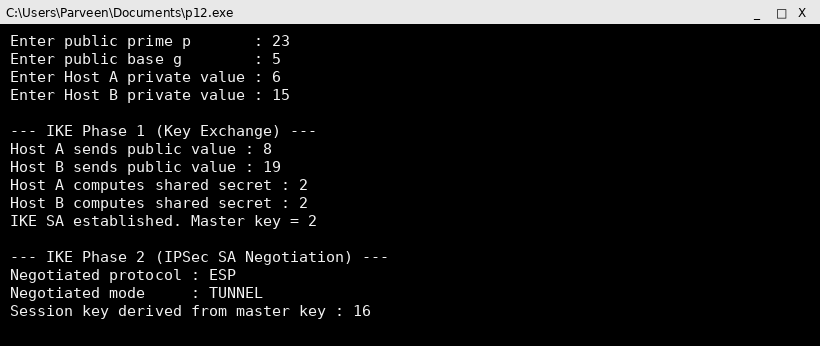 C:\Users\Parveen\Documents\p12.exe _ □ X
Enter public prime p       : 23
Enter public base g        : 5
Enter Host A private value : 6
Enter Host B private value : 15

--- IKE Phase 1 (Key Exchange) ---
Host A sends public value : 8
Host B sends public value : 19
Host A computes shared secret : 2
Host B computes shared secret : 2
IKE SA established. Master key = 2

--- IKE Phase 2 (IPSec SA Negotiation) ---
Negotiated protocol : ESP
Negotiated mode     : TUNNEL
Session key derived from master key : 16